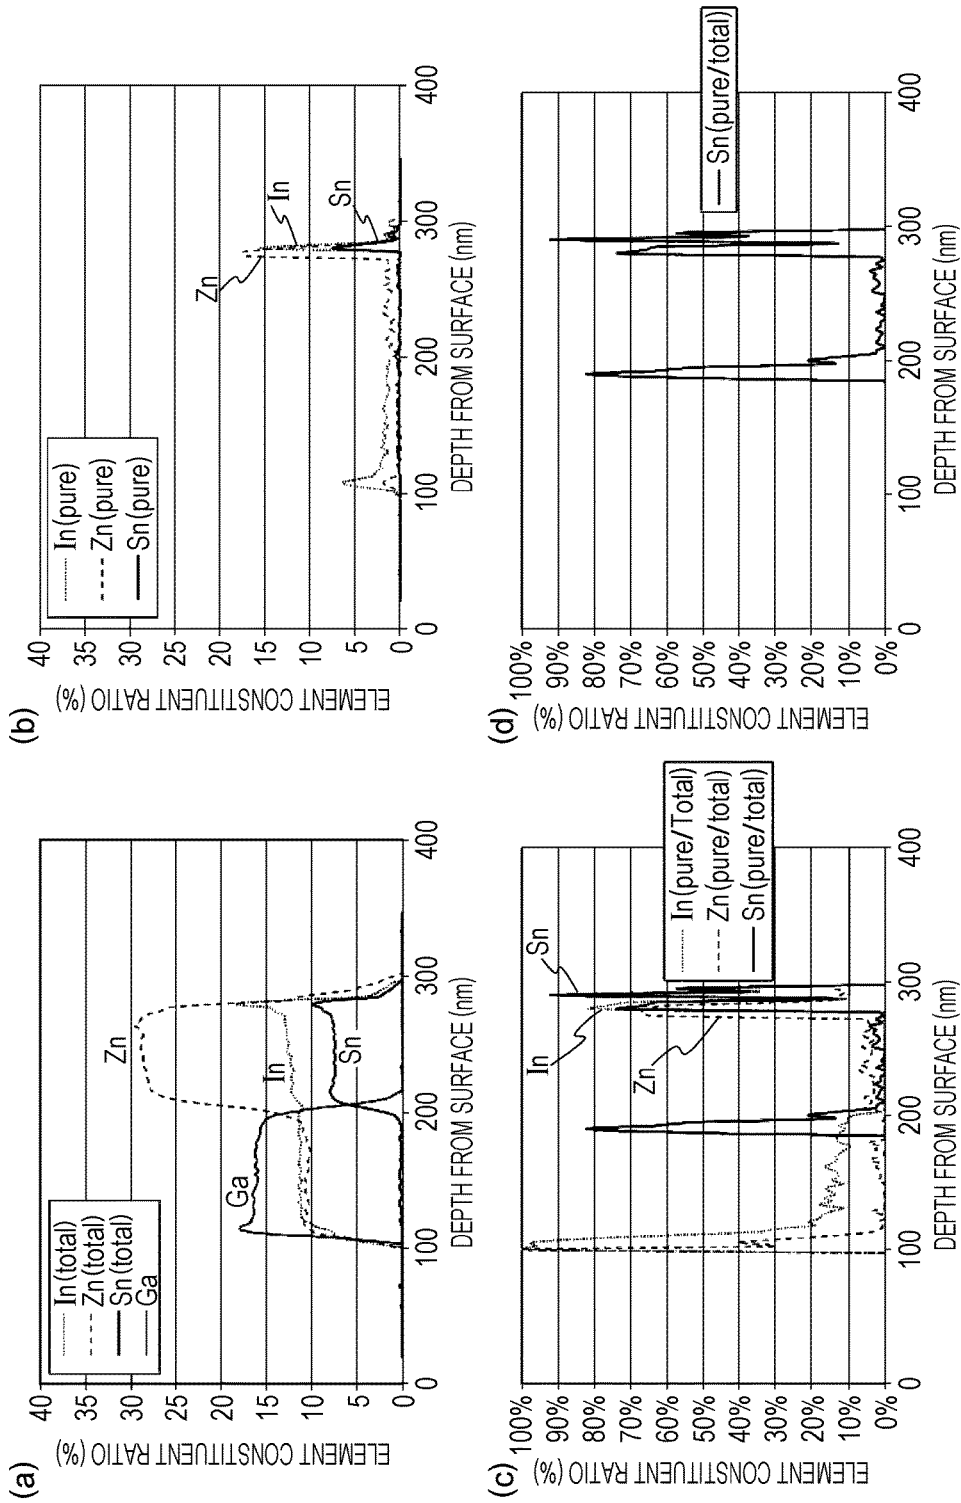 (a)
ELEMENT CONSTITUENT RATIO (%)
40
35
30
25
20
15
10
5
0
In(total)
Zn(total)
Sn(total)
Ga
Ga
Zn
In
Sn
0
100
200
300
400
DEPTH FROM SURFACE (nm)
(b)
ELEMENT CONSTITUENT RATIO (%)
40
35
30
25
20
15
10
5
0
In(pure)
Zn(pure)
Sn(pure)
Zn
In
Sn
0
100
200
300
400
DEPTH FROM SURFACE (nm)
(c)
ELEMENT CONSTITUENT RATIO (%)
100%
90%
80%
70%
60%
50%
40%
30%
20%
10%
0%
In
Sn
Zn
In(pure/Total)
Zn(pure/total)
Sn(pure/total)
0
100
200
300
400
DEPTH FROM SURFACE (nm)
(d)
ELEMENT CONSTITUENT RATIO (%)
100%
90%
80%
70%
60%
50%
40%
30%
20%
10%
0%
Sn(pure/total)
0
100
200
300
400
DEPTH FROM SURFACE (nm)